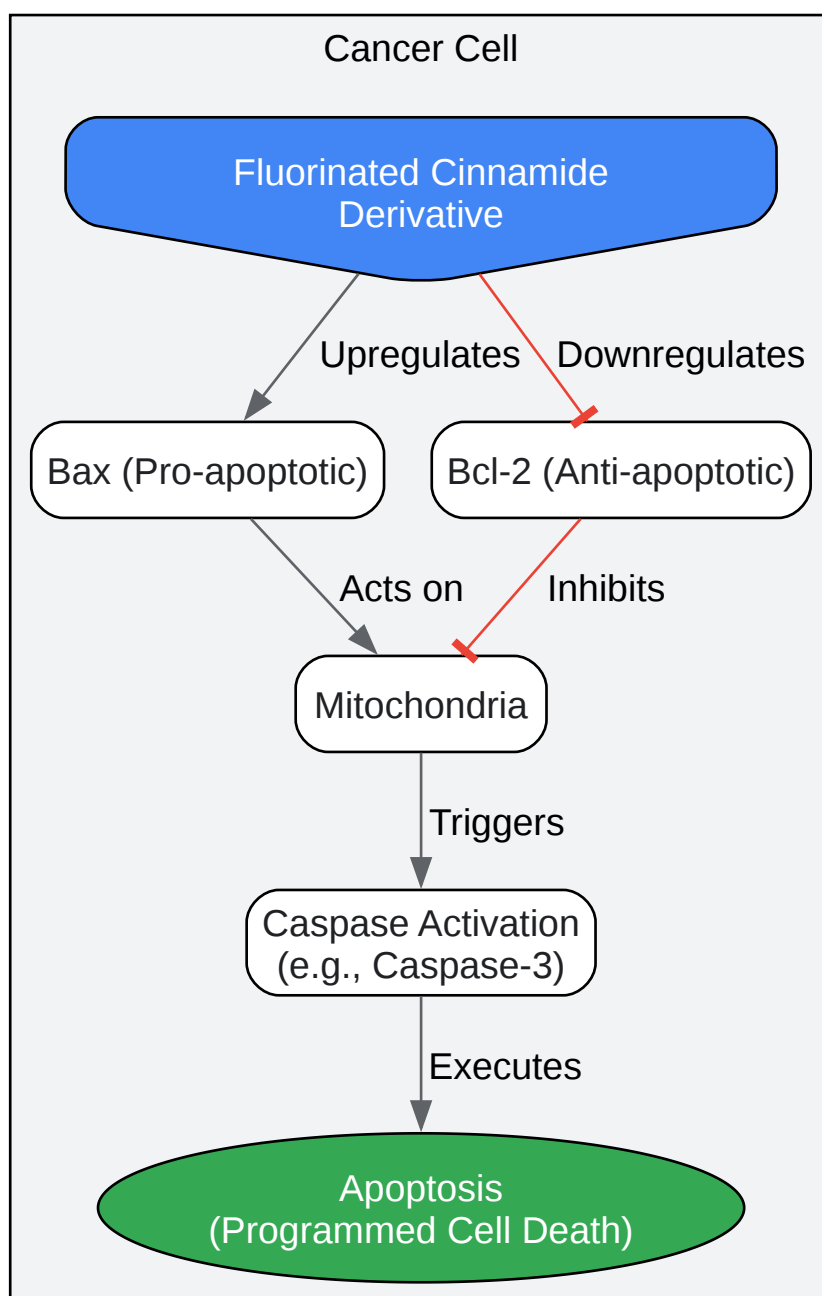 Cancer Cell
Fluorinated Cinnamide
Derivative
Upregulates
Downregulates
Bax (Pro-apoptotic)
Bcl-2 (Anti-apoptotic)
Acts on
Inhibits
Mitochondria
Triggers
Caspase Activation
(e.g., Caspase-3)
Executes
Apoptosis
(Programmed Cell Death)